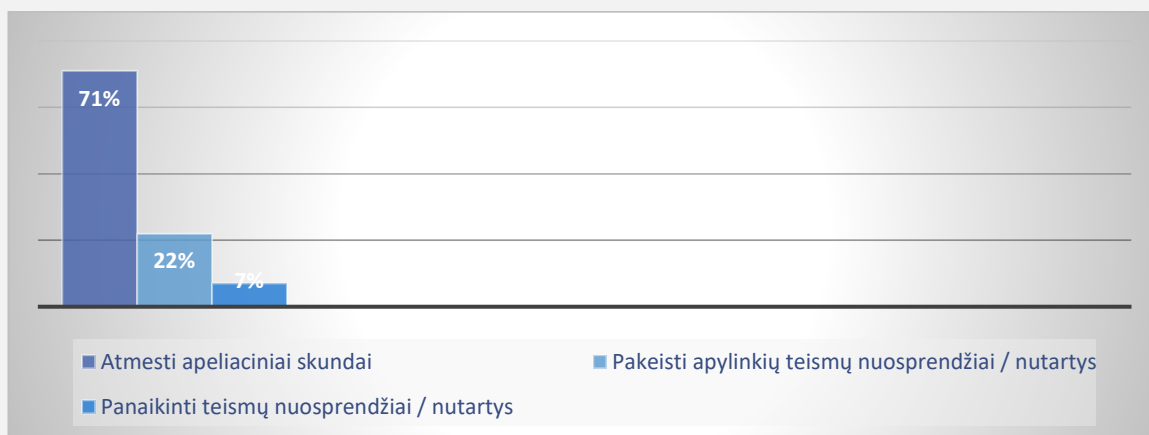 71%
22%
7%
Atmesti apeliaciniai skundai
Pakeisti apylinkių teismų nuosprendžiai / nutartys
Panaikinti teismų nuosprendžiai / nutartys